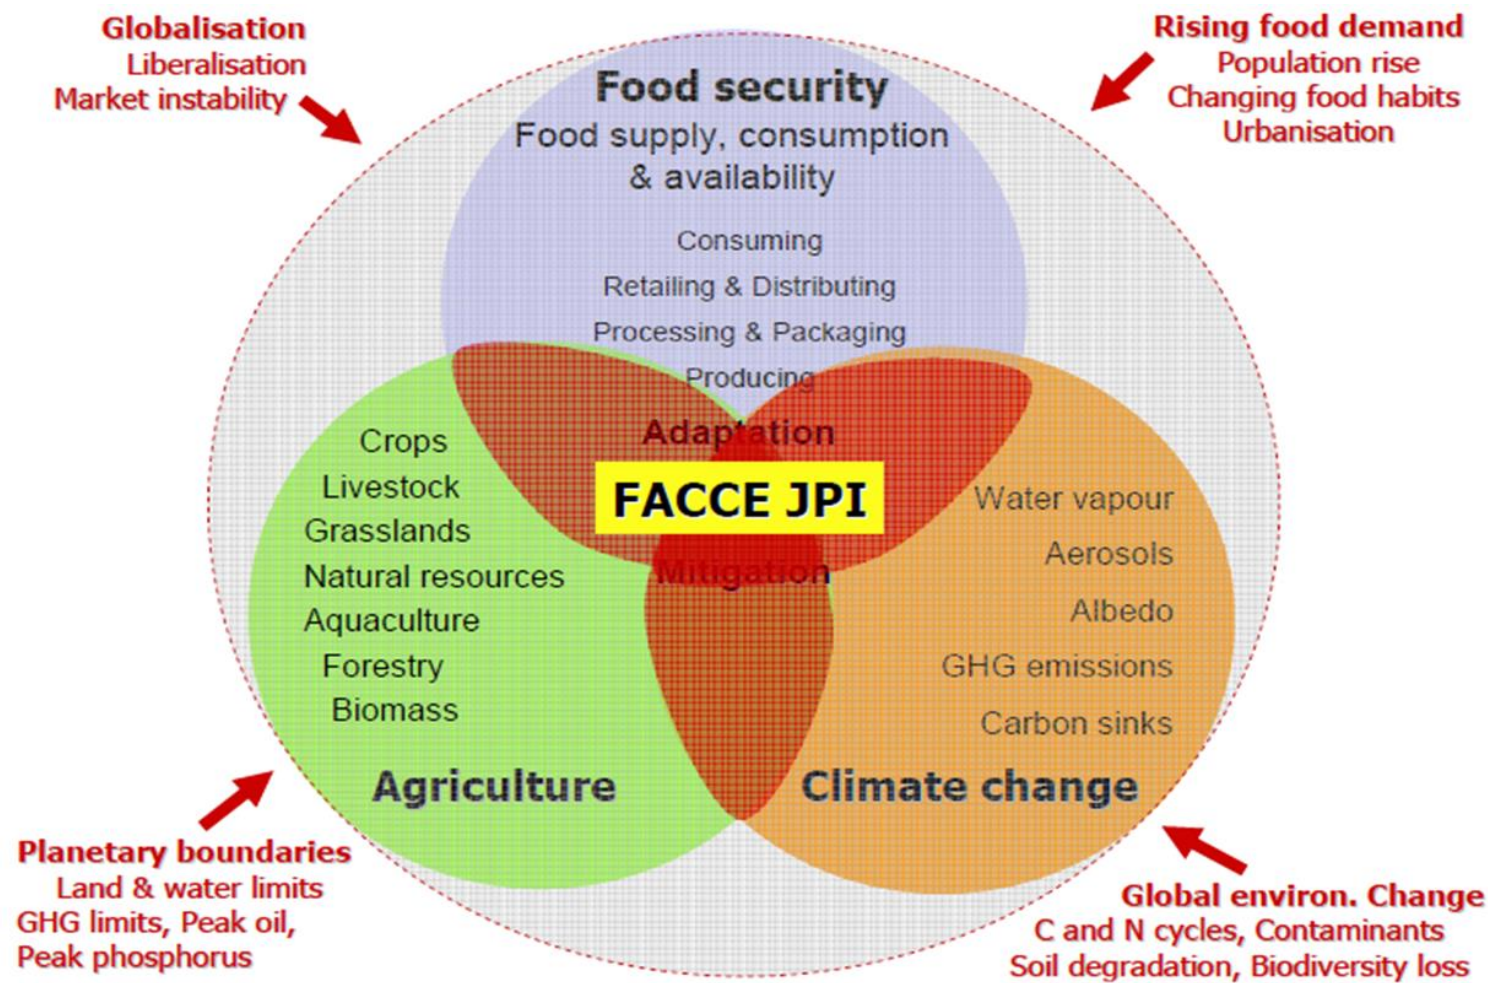 Globalisation
Liberalisation
Market instability
Rising food demand
Population rise
Changing food habits
Urbanisation
Food security
Food supply, consumption
& availability
Consuming
Retailing & Distributing
Processing & Packaging
Producing
Adaptation
FACCE JPI
Mitigation
Crops
Livestock
Grasslands
Natural resources
Aquaculture
Forestry
Biomass
Agriculture
Water vapour
Aerosols
Albedo
GHG emissions
Carbon sinks
Climate change
Planetary boundaries
Land & water limits
GHG limits, Peak oil,
Peak phosphorus
Global environ. Change
C and N cycles, Contaminants
Soil degradation, Biodiversity loss